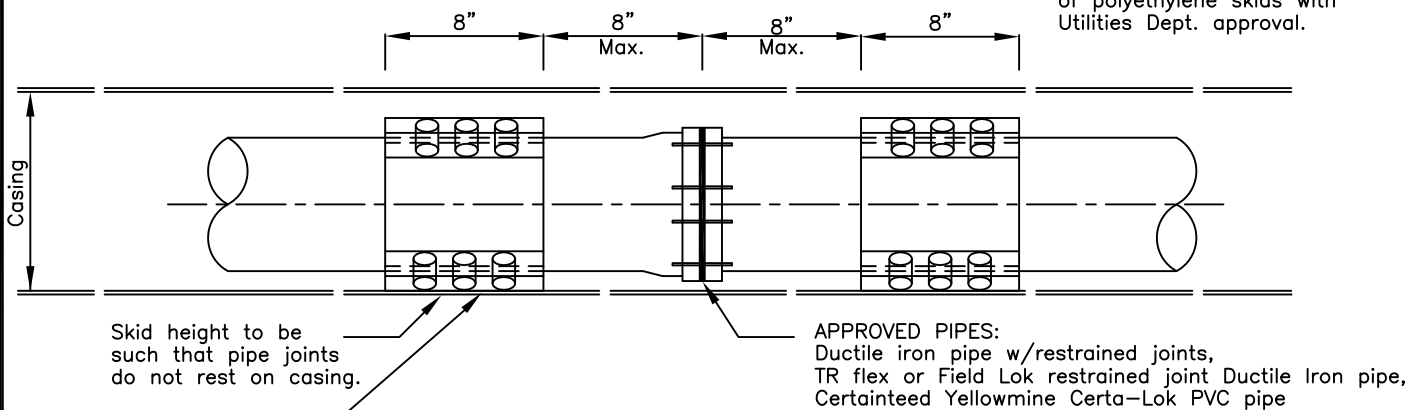 of polyethylene skids with
Utilities Dept. approval.
8"
8"
Max.
8"
Max.
8"
Casing
Skid height to be
such that pipe joints
do not rest on casing.
APPROVED PIPES:
Ductile iron pipe w/restrained joints,
TR flex or Field Lok restrained joint Ductile Iron pipe,
Certainteed Yellowmine Certa-Lok PVC pipe